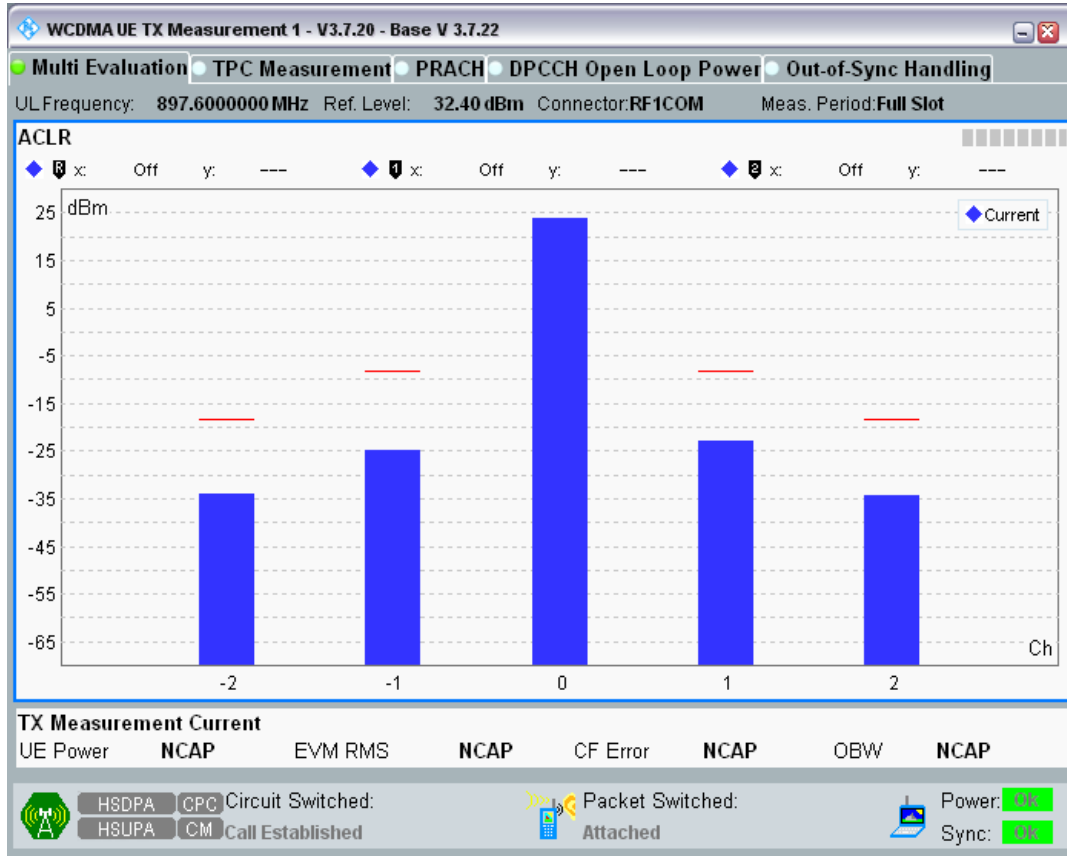 WCDMA UE TX Measurement 1 - V3.7.20 - Base V 3.7.22
Multi Evaluation TPC Measurement PRACH DPCCH Open Loop Power Out-of-Sync Handling
UL Frequency: 897.6000000 MHz Ref. Level: 32.40 dBm Connector:RF1COM Meas. Period:Full Slot
ACLR
R x: Off y: --- 1 x: Off y: --- 2 x: Off y: ---
dBm
Current
25
15
5
-5
-15
-25
-35
-45
-55
-65
Ch
-2 -1 0 1 2
TX Measurement Current
UE Power NCAP EVM RMS NCAP CF Error NCAP OBW NCAP
HSDPA CPC Circuit Switched: Packet Switched: Power: Ok
HSUPA CM Call Established Attached Sync: Ok